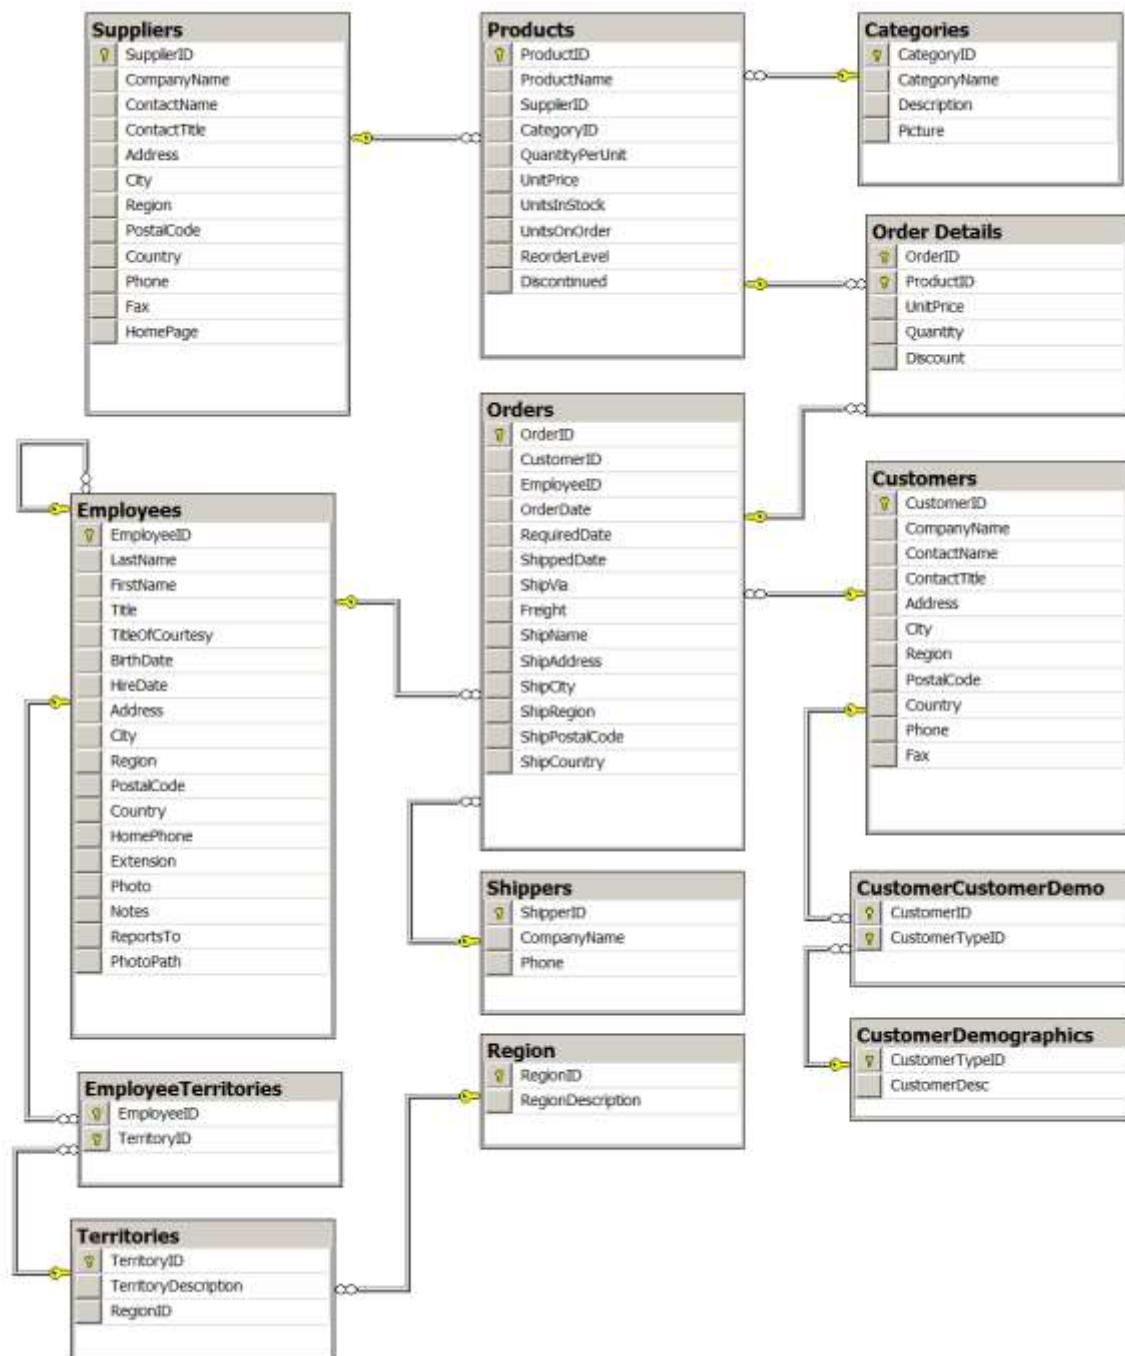 Suppliers
SupplierID
CompanyName
ContactName
ContactTitle
Address
City
Region
PostalCode
Country
Phone
Fax
HomePage
Products
ProductID
ProductName
SupplierID
CategoryID
QuantityPerUnit
UnitPrice
UnitsInStock
UnitsOnOrder
ReorderLevel
Discontinued
Categories
CategoryID
CategoryName
Description
Picture
Order Details
OrderID
ProductID
UnitPrice
Quantity
Discount
Employees
EmployeeID
LastName
FirstName
Title
TitleOfCourtesy
BirthDate
HireDate
Address
City
Region
PostalCode
Country
HomePhone
Extension
Photo
Notes
ReportsTo
PhotoPath
Orders
OrderID
CustomerID
EmployeeID
OrderDate
RequiredDate
ShippedDate
ShipVia
Freight
ShipName
ShipAddress
ShipCity
ShipRegion
ShipPostalCode
ShipCountry
Customers
CustomerID
CompanyName
ContactName
ContactTitle
Address
City
Region
PostalCode
Country
Phone
Fax
Shippers
ShipperID
CompanyName
Phone
CustomerCustomerDemo
CustomerID
CustomerTypeID
CustomerDemographics
CustomerTypeID
CustomerDesc
Region
RegionID
RegionDescription
EmployeeTerritories
EmployeeID
TerritoryID
Territories
TerritoryID
TerritoryDescription
RegionID